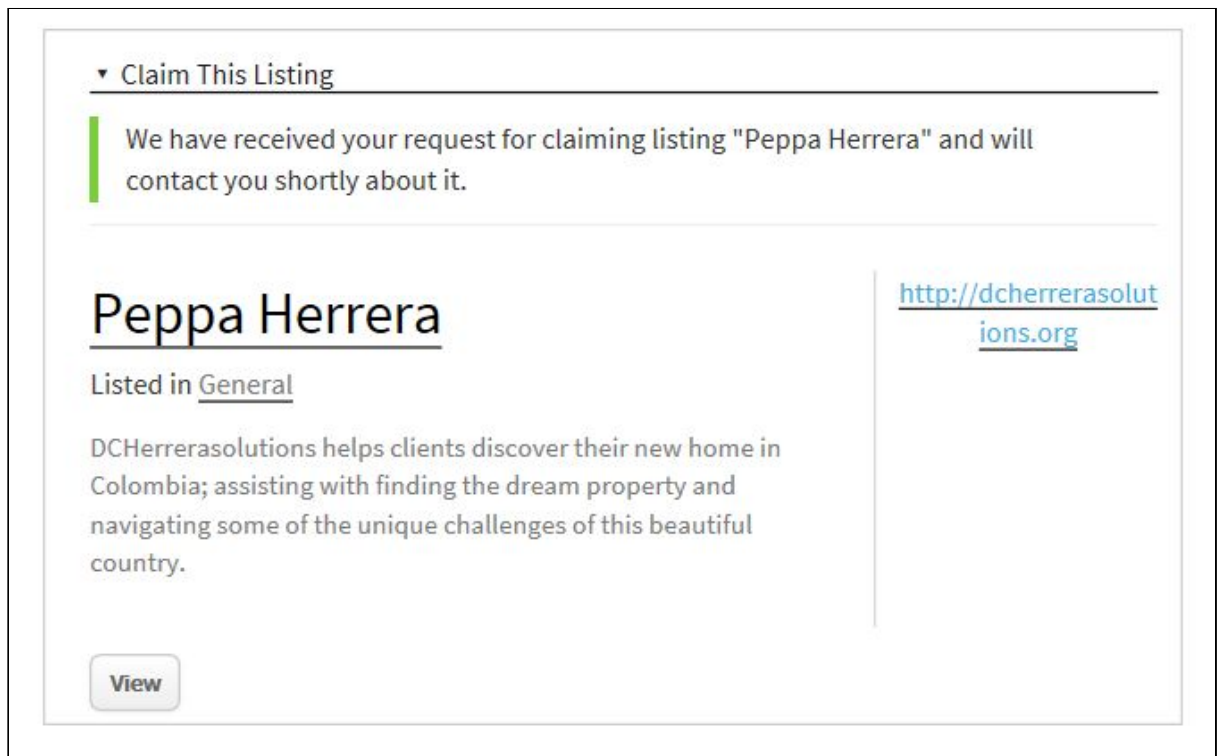 ▾ Claim This Listing
We have received your request for claiming listing "Peppa Herrera" and will
contact you shortly about it.
Peppa Herrera
http://dcherrerasolut
ions.org
Listed in General
DCHerrerasolutions helps clients discover their new home in
Colombia; assisting with finding the dream property and
navigating some of the unique challenges of this beautiful
country.
View